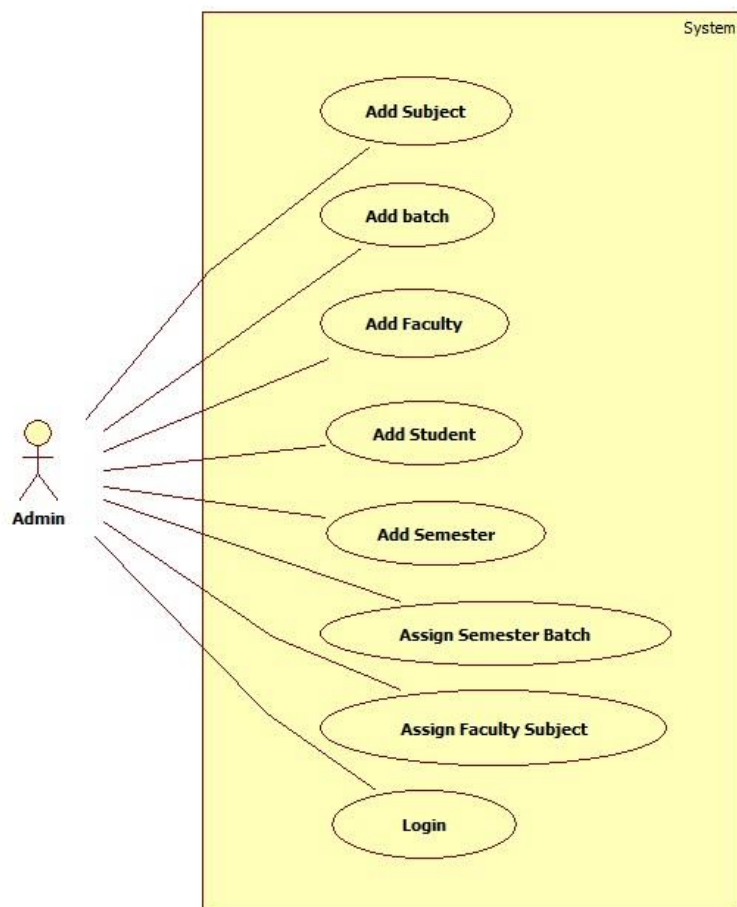 System
Add Subject
Add batch
Add Faculty
Add Student
Admin
Add Semester
Assign Semester Batch
Assign Faculty Subject
Login